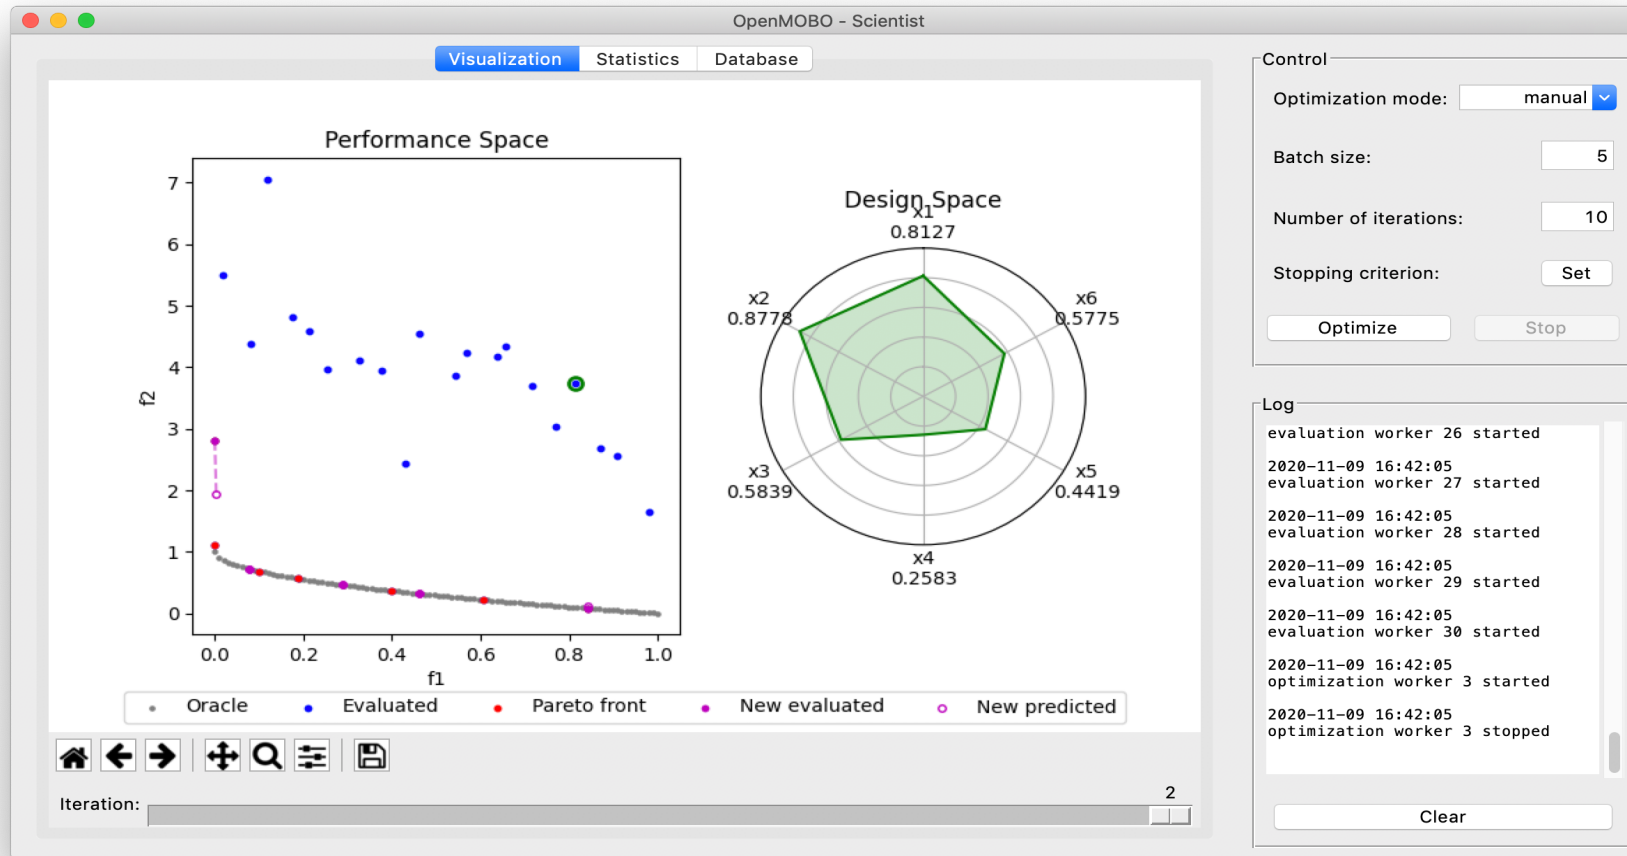 OpenMOBO - Scientist
Visualization
Statistics
Database
Performance Space
7
6
5
4
3
2
1
0
f2
0.0
0.2
0.4
0.6
0.8
1.0
f1
Design Space
x1
0.8127
x2
0.8778
x6
0.5775
x3
0.5839
x5
0.4419
x4
0.2583
Oracle
Evaluated
Pareto front
New evaluated
New predicted
Iteration:
2
Control
Optimization mode:
manual
Batch size:
5
Number of iterations:
10
Stopping criterion:
Set
Optimize
Stop
Log
evaluation worker 26 started
2020-11-09 16:42:05
evaluation worker 27 started
2020-11-09 16:42:05
evaluation worker 28 started
2020-11-09 16:42:05
evaluation worker 29 started
2020-11-09 16:42:05
evaluation worker 30 started
2020-11-09 16:42:05
optimization worker 3 started
2020-11-09 16:42:05
optimization worker 3 stopped
Clear